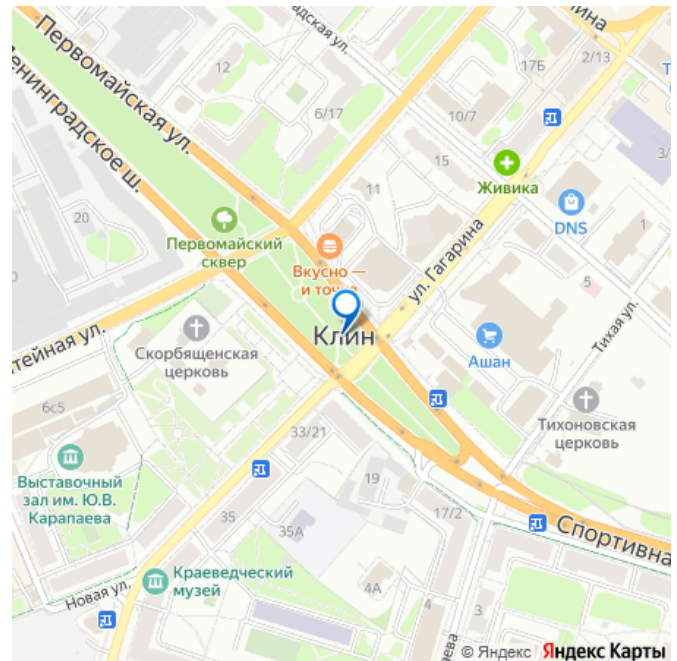 12
адская ул.
17Б
2/13
Первомайская ул.
6/17
10/7
Ленинградское ш.
15
3/
Живика
11
DNS
20
1
Первомайский
сквер
Вкусно —
и точка
ул. Гагарина
5
Тихая ул.
Клин
Скорбященская
церковь
Ашан
тейная ул.
6с5
Тихоновская
церковь
33/21
Выставочный
зал им. Ю.В.
Карапаева
19
35
35А
17/2
Спортивна
Краеведческий
музей
4А
3
Новая ул.
4
ева
© Яндекс Яндекс Карты